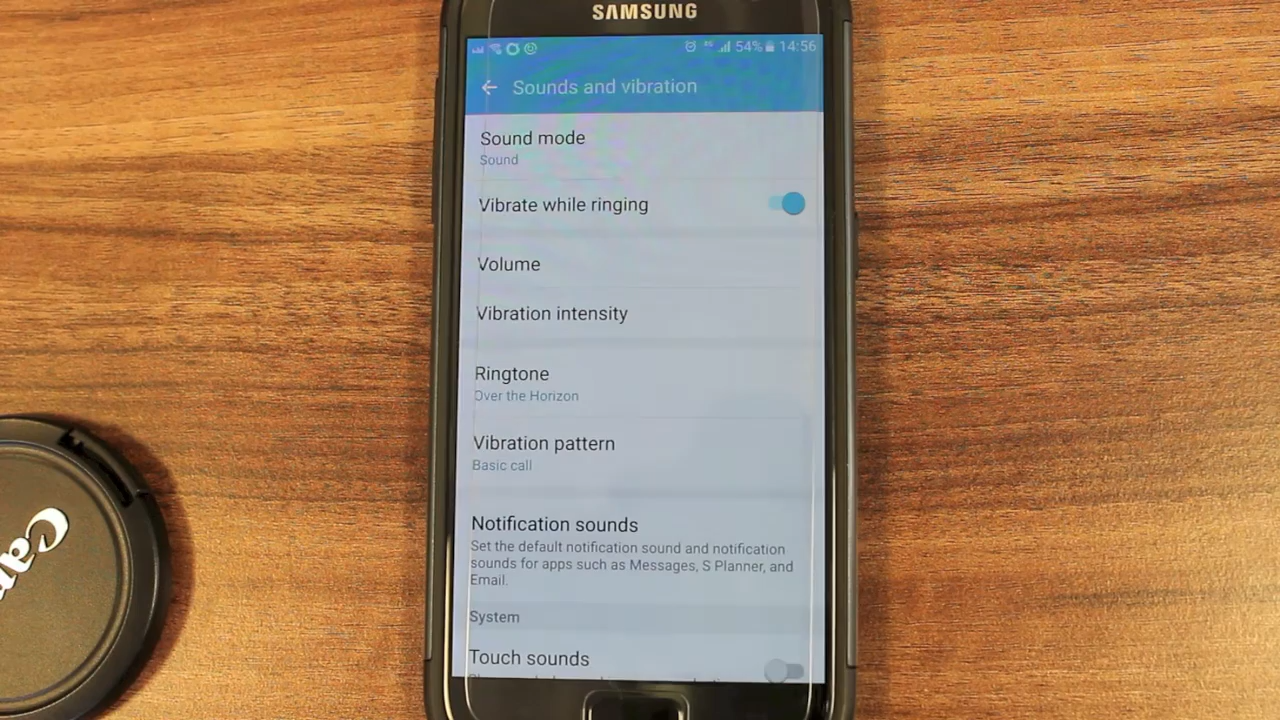 SAMSUNG
54% 14:56
Sounds and vibration
Sound mode
Sound
Vibrate while ringing
Volume
Vibration intensity
Ringtone
Over the Horizon
Vibration pattern
Basic call
Notification sounds
Set the default notification sound and notification
sounds for apps such as Messages, S Planner, and
Email.
System
Touch sounds
Can